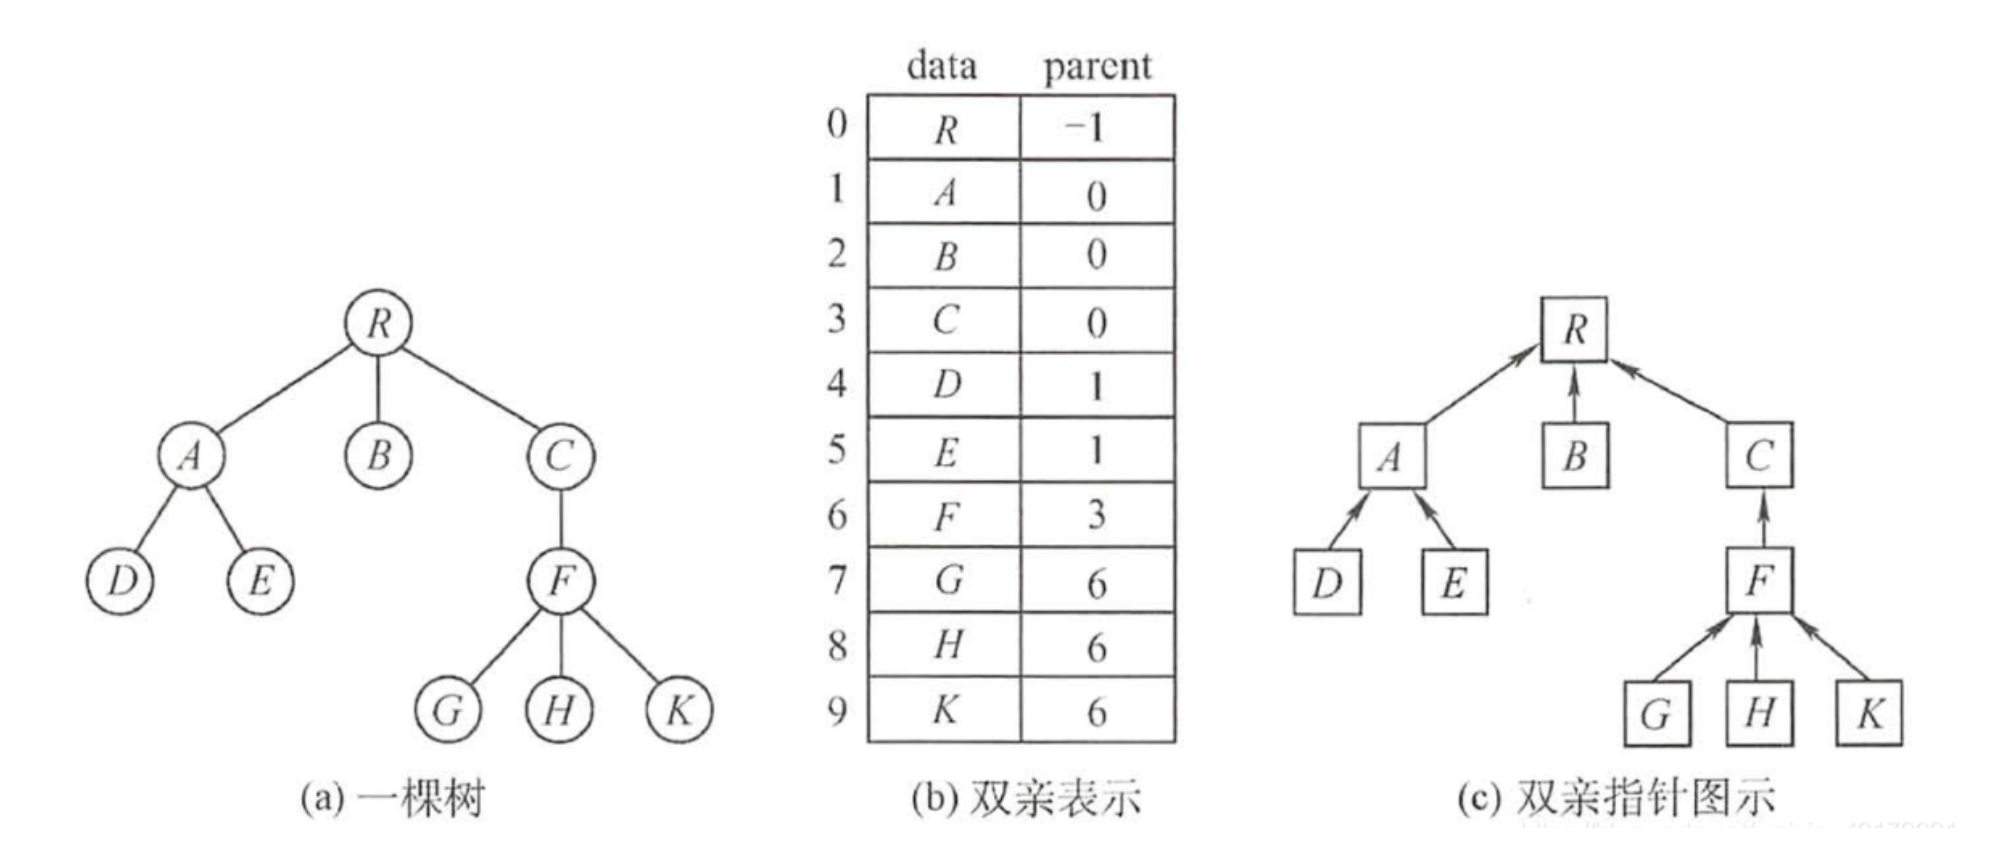 data parent
0 R −1
1 A 0
2 B 0
3 C 0
4 D 1
5 E 1
6 F 3
7 G 6
8 H 6
9 K 6
R
A B C
D E F
G H K
R
A B C
D E F
G H K
(a) 一棵树
(b) 双亲表示
(c) 双亲指针图示